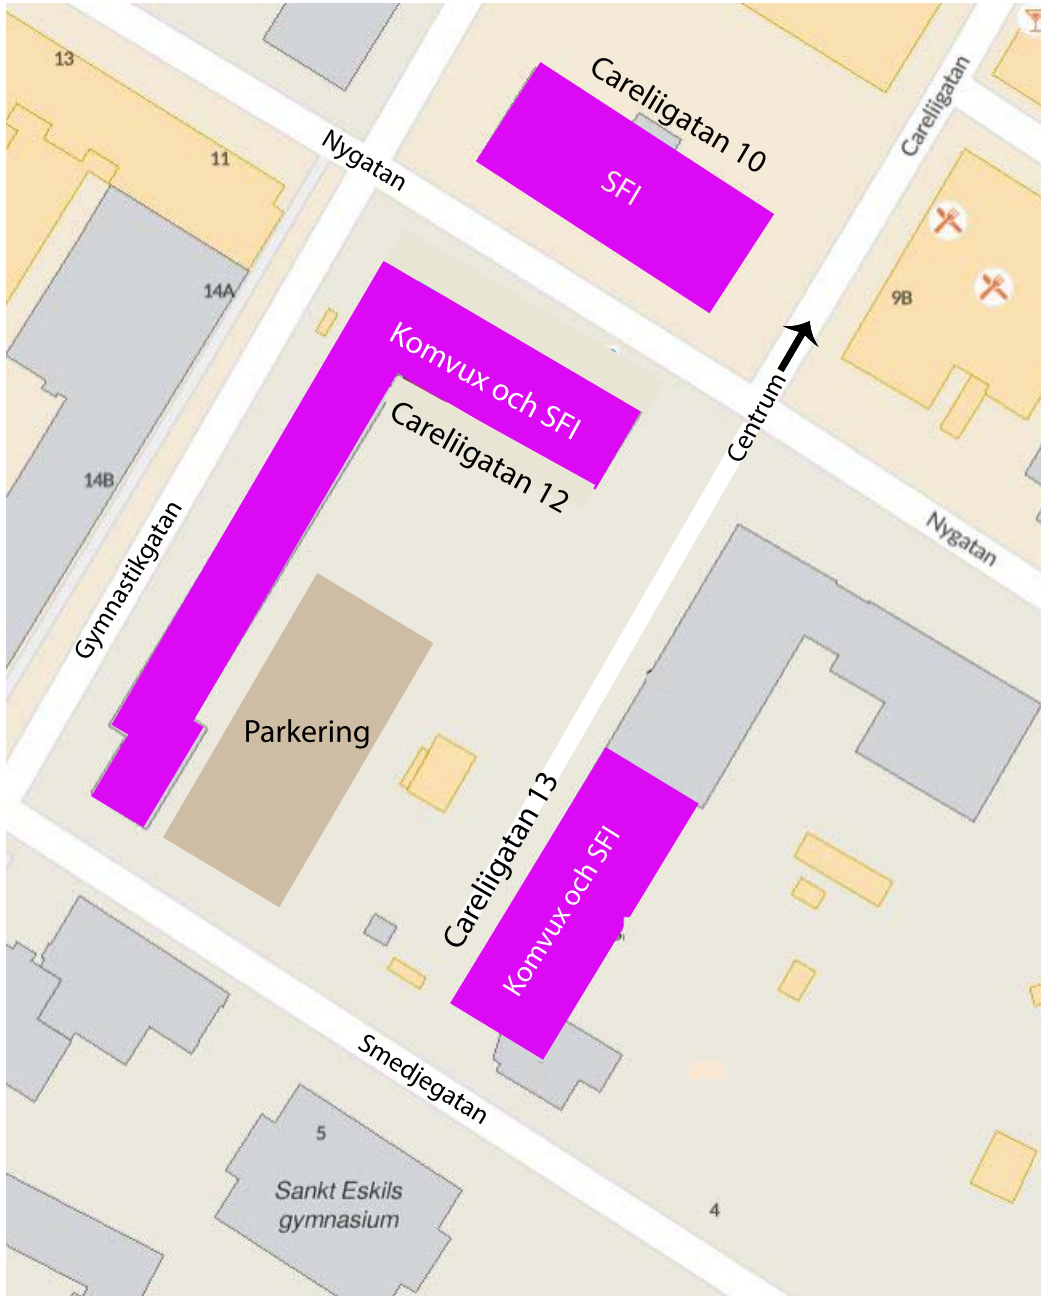 13
Careliigatan 10
Careliigatan
11
Nygatan
SFI
14A
9B
Komvux och SFI
Careliigatan 12
Centrum
14B
Nygatan
Gymnastikgatan
Parkering
Careliigatan 13
Komvux och SFI
Smedjegatan
5
Sankt Eskils
gymnasium
4